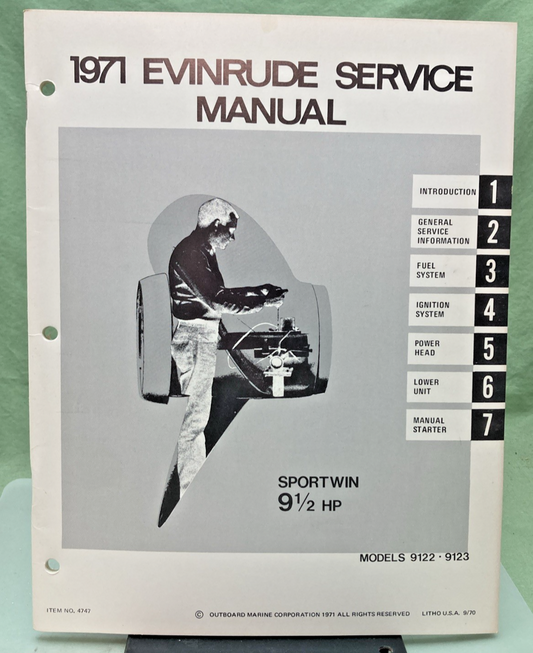 1971 EVINRUDE SERVICE
MANUAL
INTRODUCTION 1
GENERAL
SERVICE
INFORMATION 2
FUEL
SYSTEM 3
IGNITION
SYSTEM 4
POWER
HEAD 5
LOWER
UNIT 6
MANUAL
STARTER 7
SPORTWIN
9 1/2 HP
MODELS 9122 · 9123
ITEM NO. 4747
© OUTBOARD MARINE CORPORATION 1971 ALL RIGHTS RESERVED LITHO U.S.A. 9/70